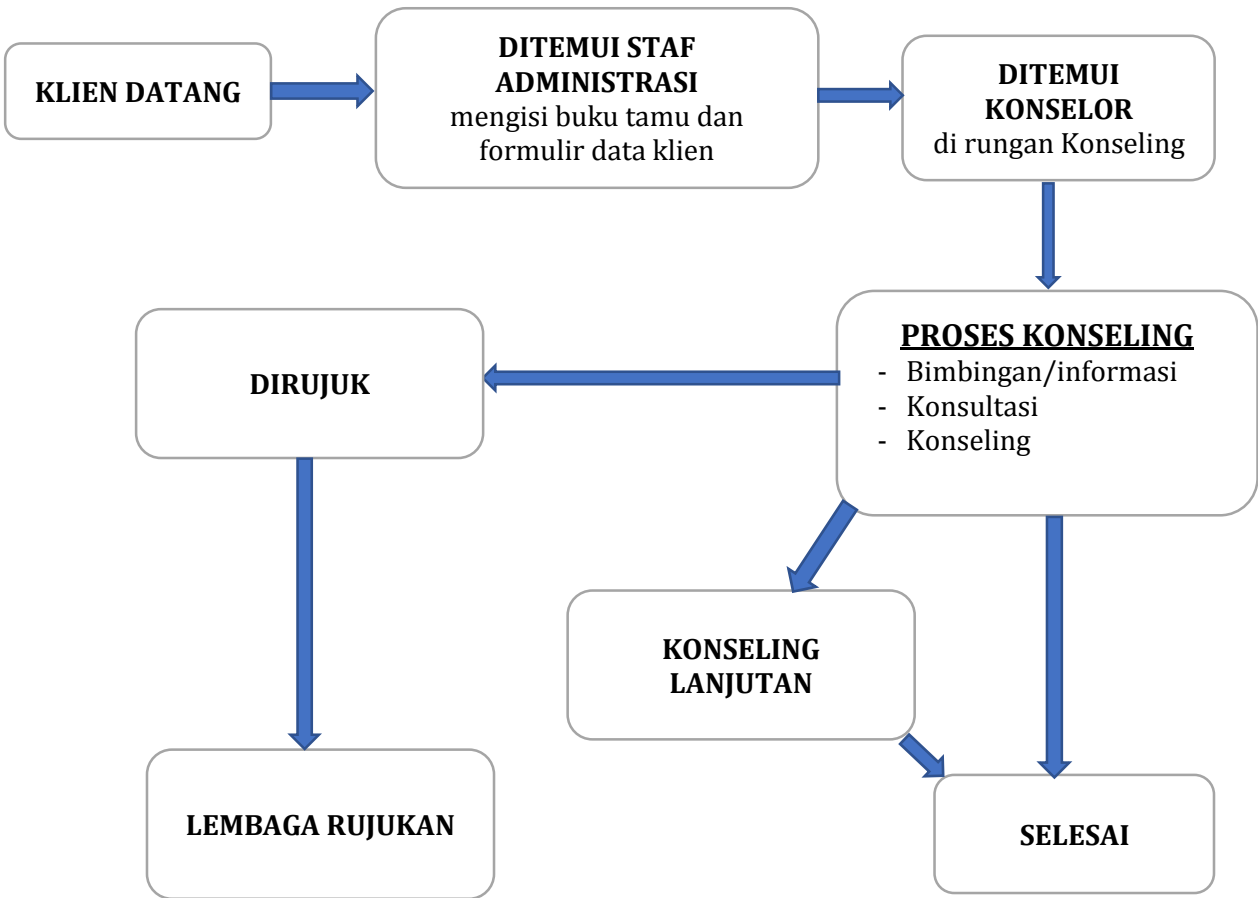 KLIEN DATANG
DITEMUI STAF
ADMINISTRASI
mengisi buku tamu dan
formulir data klien
DITEMUI
KONSELOR
di rungan Konseling
PROSES KONSELING
- Bimbingan/informasi
- Konsultasi
- Konseling
DIRUJUK
KONSELING
LANJUTAN
LEMBAGA RUJUKAN
SELESAI